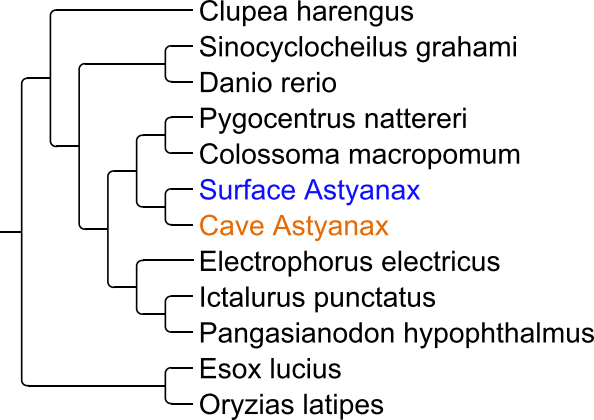 Clupea harengus
Sinocyclocheilus grahami
Danio rerio
Pygocentrus nattereri
Colossoma macropomum
Surface Astyanax
Cave Astyanax
Electrophorus electricus
Ictalurus punctatus
Pangasianodon hypophthalmus
Esox lucius
Oryzias latipes